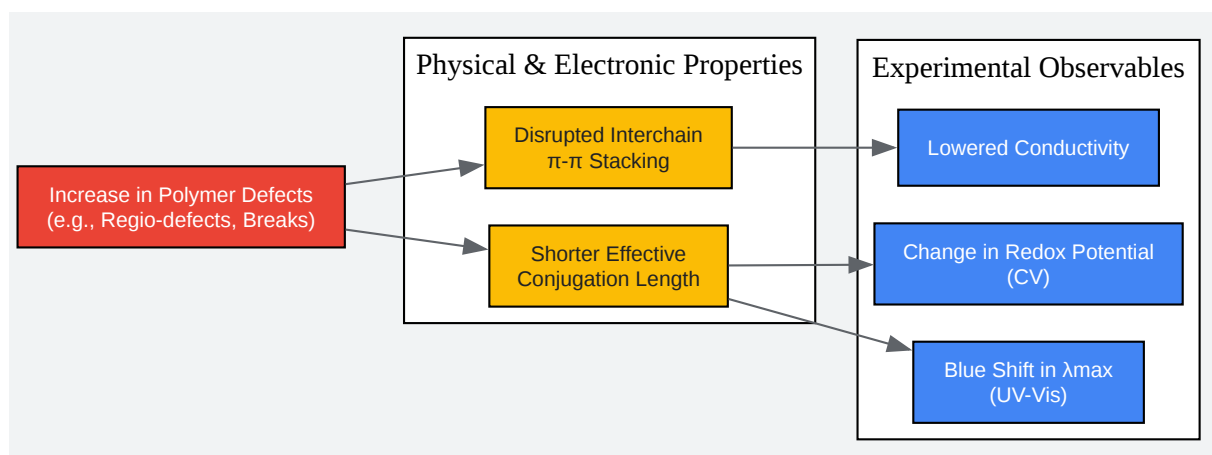 Physical & Electronic Properties
Experimental Observables
Increase in Polymer Defects
(e.g., Regio-defects, Breaks)
Disrupted Interchain
π-π Stacking
Shorter Effective
Conjugation Length
Lowered Conductivity
Change in Redox Potential
(CV)
Blue Shift in λmax
(UV-Vis)